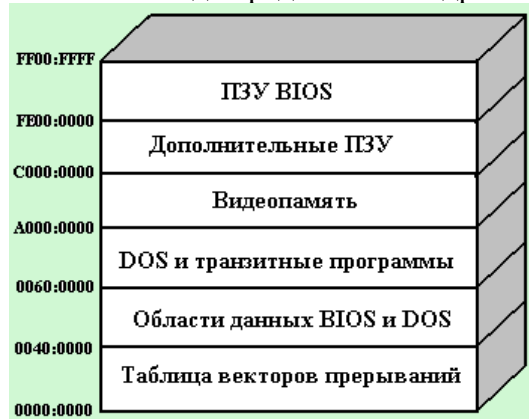 FF00:FFFF
ПЗУ BIOS
FE00:0000
Дополнительные ПЗУ
C000:0000
Видеопамять
A000:0000
DOS и транзитные программы
0060:0000
Области данных BIOS и DOS
0040:0000
Таблица векторов прерываний
0000:0000